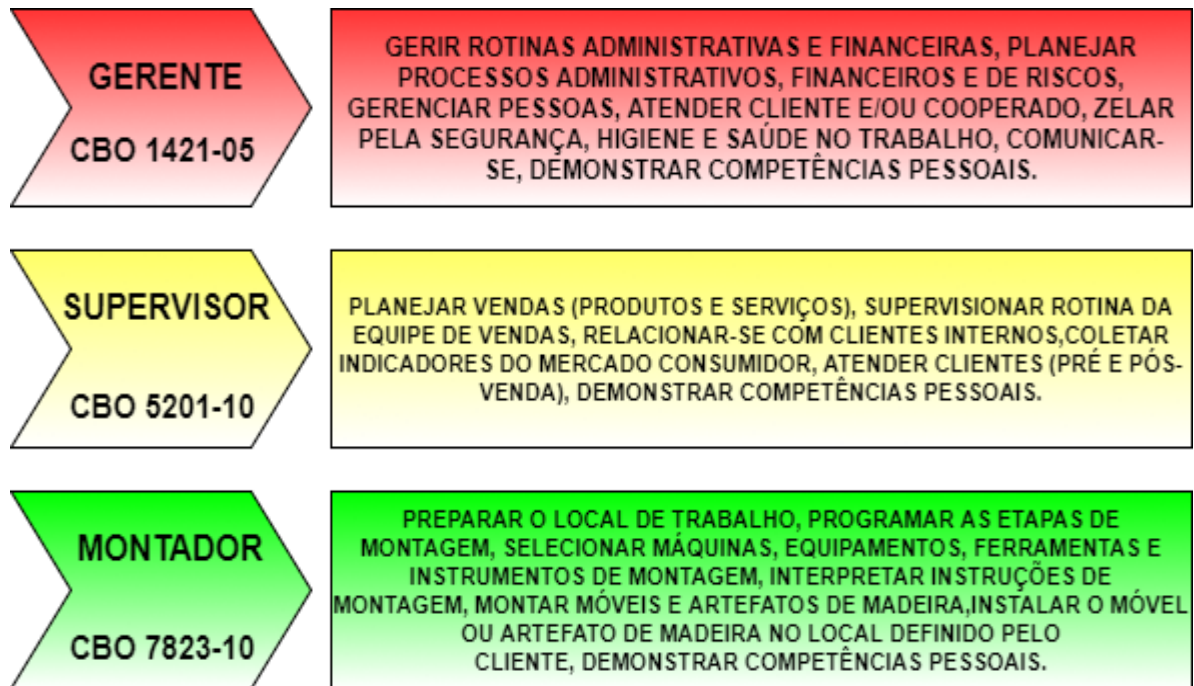 GERENTE
CBO 1421-05
GERIR ROTINAS ADMINISTRATIVAS E FINANCEIRAS, PLANEJAR
PROCESSOS ADMINISTRATIVOS, FINANCEIROS E DE RISCOS,
GERENCIAR PESSOAS, ATENDER CLIENTE E/OU COOPERADO, ZELAR
PELA SEGURANÇA, HIGIENE E SAÚDE NO TRABALHO, COMUNICAR-
SE, DEMONSTRAR COMPETÊNCIAS PESSOAIS.
SUPERVISOR
CBO 5201-10
PLANEJAR VENDAS (PRODUTOS E SERVIÇOS), SUPERVISIONAR ROTINA DA
EQUIPE DE VENDAS, RELACIONAR-SE COM CLIENTES INTERNOS,COLETAR
INDICADORES DO MERCADO CONSUMIDOR, ATENDER CLIENTES (PRÉ E PÓS-
VENDA), DEMONSTRAR COMPETÊNCIAS PESSOAIS.
MONTADOR
CBO 7823-10
PREPARAR O LOCAL DE TRABALHO, PROGRAMAR AS ETAPAS DE
MONTAGEM, SELECIONAR MÁQUINAS, EQUIPAMENTOS, FERRAMENTAS E
INSTRUMENTOS DE MONTAGEM, INTERPRETAR INSTRUÇÕES DE
MONTAGEM, MONTAR MÓVEIS E ARTEFATOS DE MADEIRA,INSTALAR O MÓVEL
OU ARTEFATO DE MADEIRA NO LOCAL DEFINIDO PELO
CLIENTE, DEMONSTRAR COMPETÊNCIAS PESSOAIS.